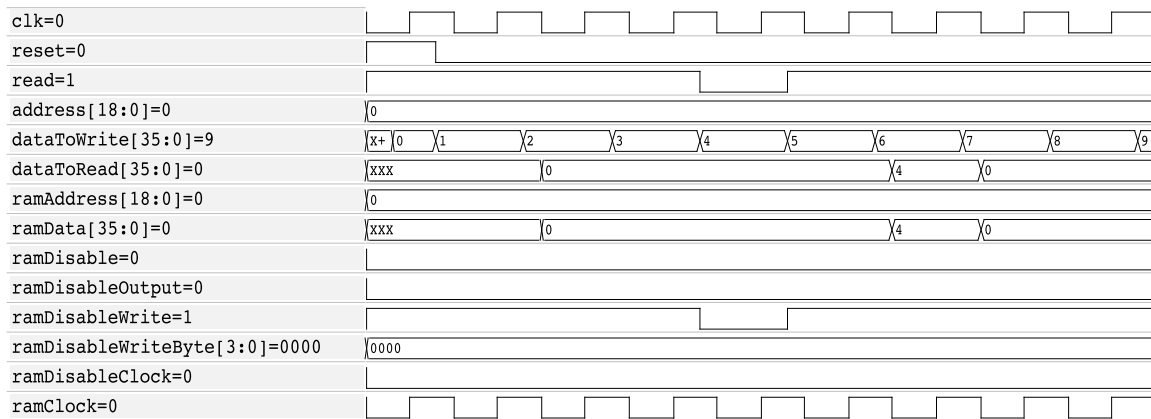 clk=0
reset=0
read=1
address[18:0]=0 0
dataToWrite[35:0]=9 X+ 0 1 2 3 4 5 6 7 8 9
dataToRead[35:0]=0 XXX 0 4 0
ramAddress[18:0]=0 0
ramData[35:0]=0 XXX 0 4 0
ramDisable=0
ramDisableOutput=0
ramDisableWrite=1
ramDisableWriteByte[3:0]=0000 0000
ramDisableClock=0
ramClock=0